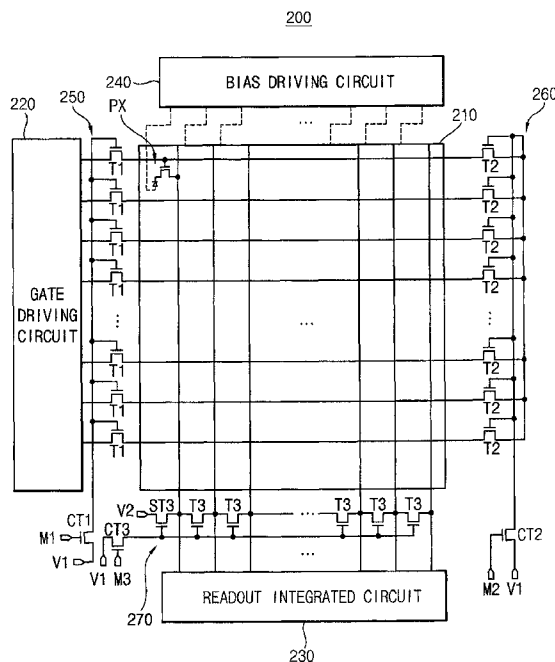 200
240
BIAS DRIVING CIRCUIT
250
260
220
PX
...
210
T1
T2
T1
T2
T1
T2
T1
T2
GATE
DRIVING
CIRCUIT
...
...
...
T1
T2
T1
T2
T1
T2
V2 ST3 T3 T3 ... T3 T3 T3
CT1
M1
CT3
CT2
V1
V1 M3
270
...
M2 V1
READOUT INTEGRATED CIRCUIT
230